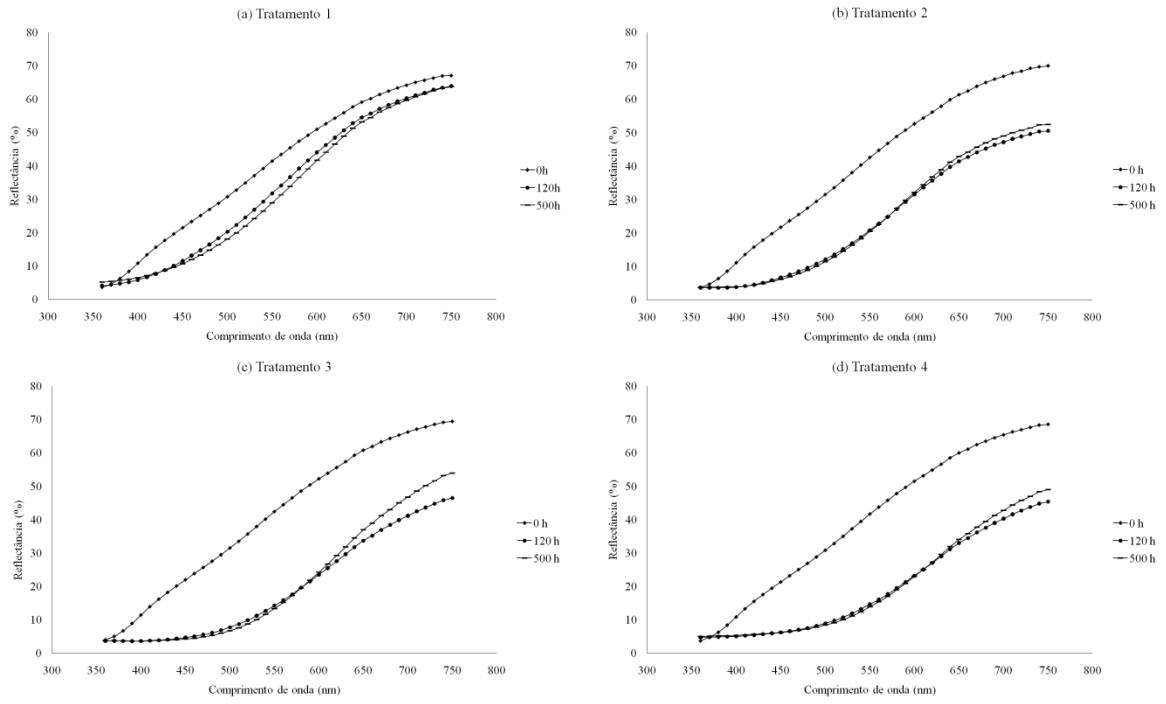 (a) Tratamento 1
80
70
60
50
40
30
20
10
0
Reflectância (%)
300 350 400 450 500 550 600 650 700 750 800
Comprimento de onda (nm)
0h
120h
500h
(b) Tratamento 2
80
70
60
50
40
30
20
10
0
Reflectância (%)
300 350 400 450 500 550 600 650 700 750 800
Comprimento de onda (nm)
0 h
120 h
500 h
(c) Tratamento 3
80
70
60
50
40
30
20
10
0
Reflectância (%)
300 350 400 450 500 550 600 650 700 750 800
Comprimento de onda (nm)
0 h
120 h
500 h
(d) Tratamento 4
80
70
60
50
40
30
20
10
0
Reflectância (%)
300 350 400 450 500 550 600 650 700 750 800
Comprimento de onda (nm)
0 h
120 h
500 h